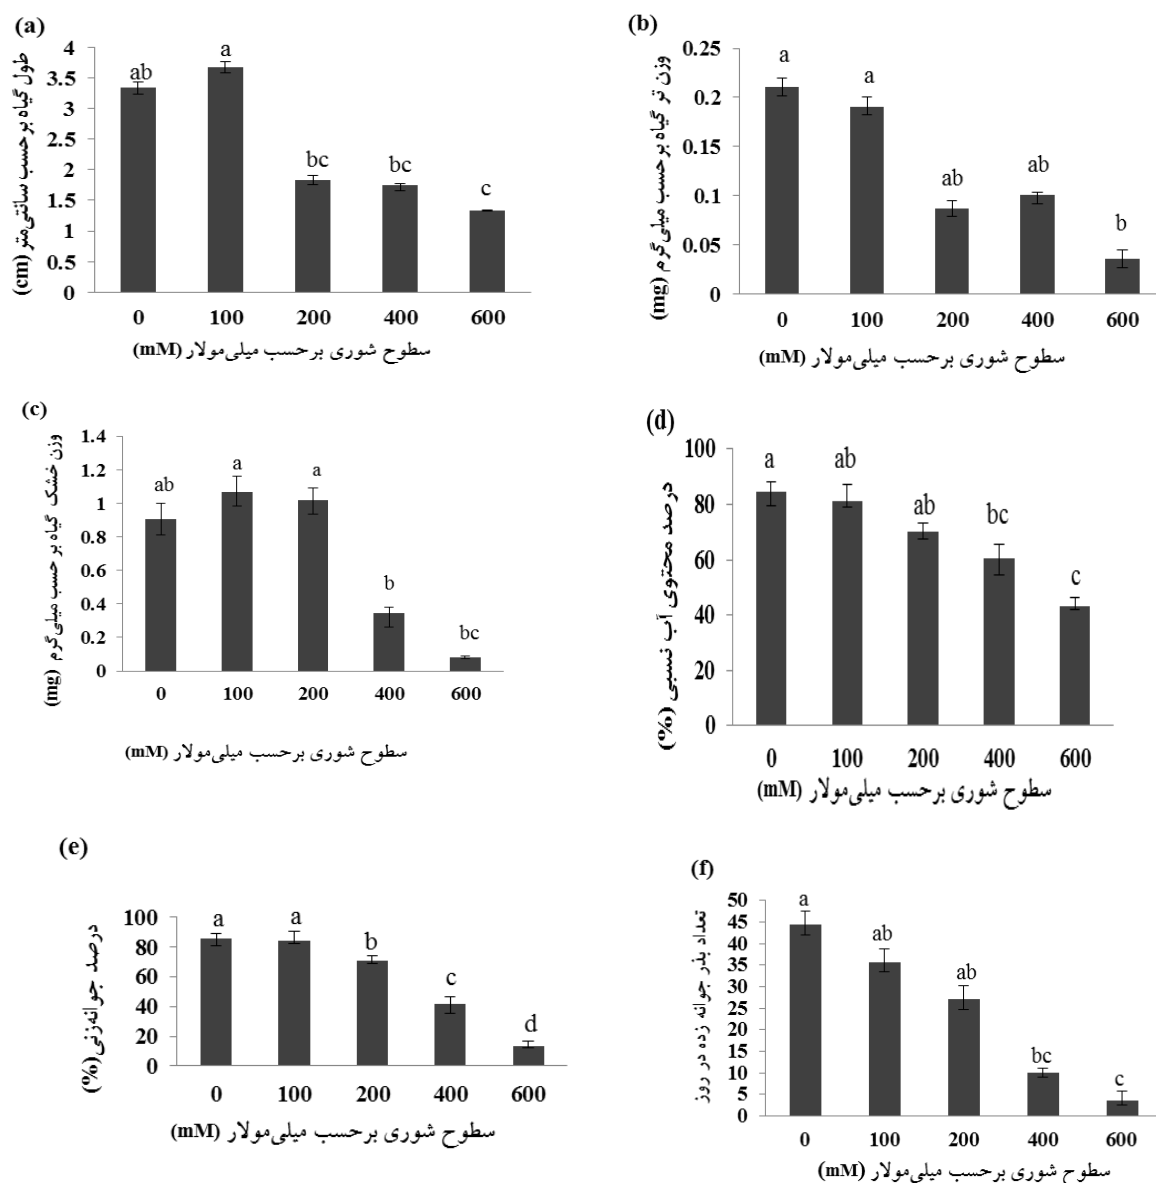 (a)
طول گیاه برحسب سانتی‌متر (cm)
4
3.5
3
2.5
2
1.5
1
0.5
0
ab
a
bc
bc
c
0 100 200 400 600
سطوح شوری برحسب میلی‌مولار (mM)
(b)
وزن تر گیاه برحسب میلی‌گرم (mg)
0.25
0.2
0.15
0.1
0.05
0
a
a
ab
ab
b
0 100 200 400 600
سطوح شوری برحسب میلی‌مولار (mM)
(c)
وزن خشک گیاه بر حسب میلی‌گرم (mg)
1.4
1.2
1
0.8
0.6
0.4
0.2
0
ab
a
a
b
bc
0 100 200 400 600
سطوح شوری برحسب میلی‌مولار (mM)
(d)
درصد محتوی آب نسبی (%)
100
80
60
40
20
0
a
ab
ab
bc
c
0 100 200 400 600
سطوح شوری برحسب میلی‌مولار (mM)
(e)
درصد جوانه‌زنی(%)
100
80
60
40
20
0
a
a
b
c
d
0 100 200 400 600
سطوح شوری برحسب میلی‌مولار (mM)
(f)
تعداد بذر جوانه زده در روز
50
45
40
35
30
25
20
15
10
5
0
a
ab
ab
bc
c
0 100 200 400 600
سطوح شوری برحسب میلی‌مولار (mM)